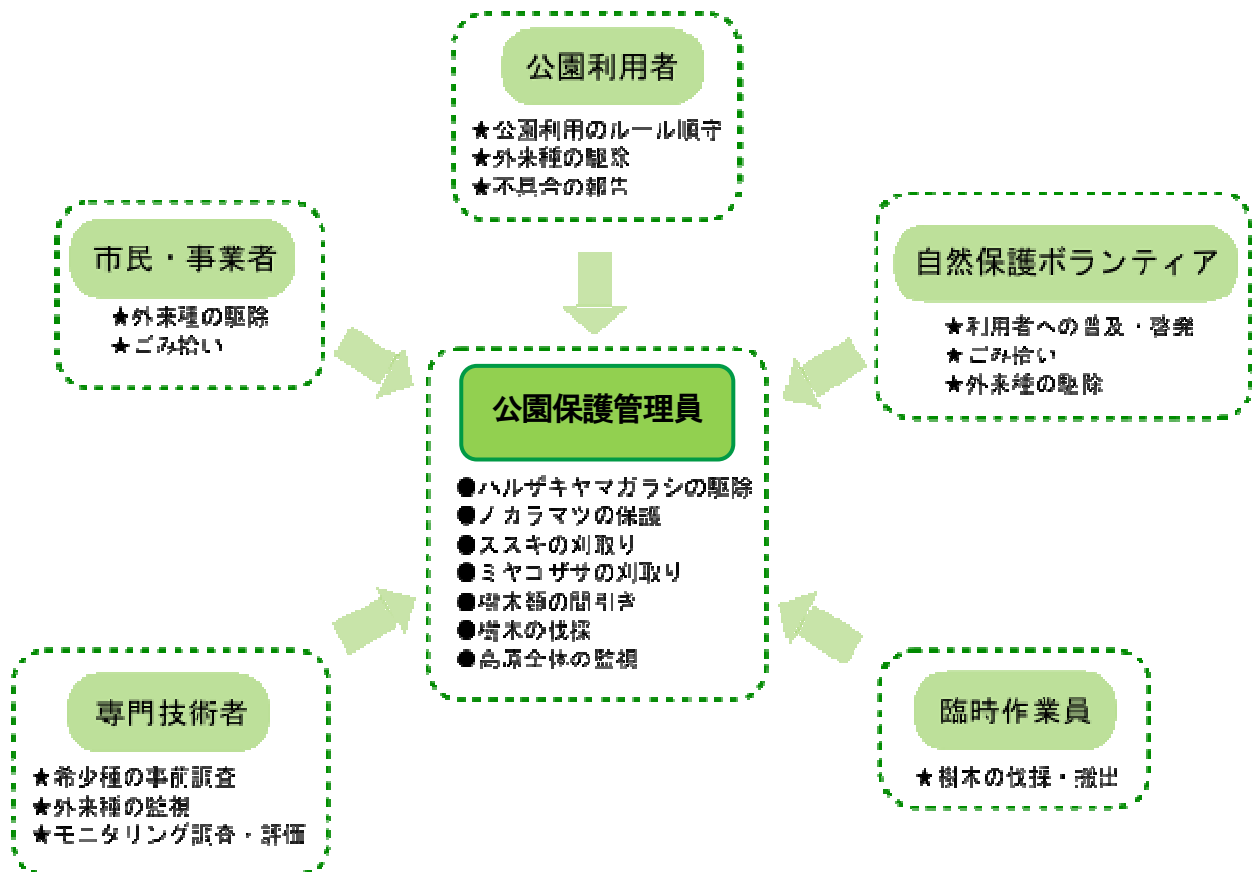 公園利用者
★公園利用のルール順守
★外来種の駆除
★不具合の報告
市民・事業者
★外来種の駆除
★ごみ拾い
自然保護ボランティア
★利用者への普及・啓発
★ごみ拾い
★外来種の駆除
公園保護管理員
●ハルザキヤマガラシの駆除
●ノカラマツの保護
●ススキの刈取り
●ミヤコザサの刈取り
●樹木類の間引き
●樹木の伐採
●高原全体の監視
専門技術者
★希少種の事前調査
★外来種の監視
★モニタリング調査・評価
臨時作業員
★樹木の伐採・搬出